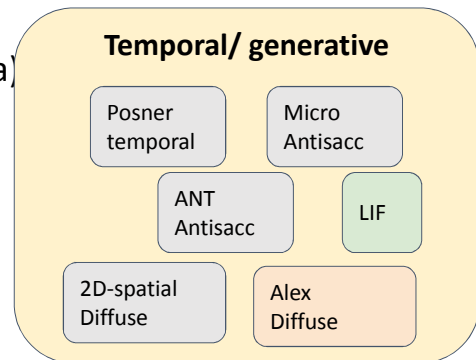 Temporal/ generative
a)
Posner
temporal
Micro
Antisacc
ANT
Antisacc
LIF
2D-spatial
Diffuse
Alex
Diffuse